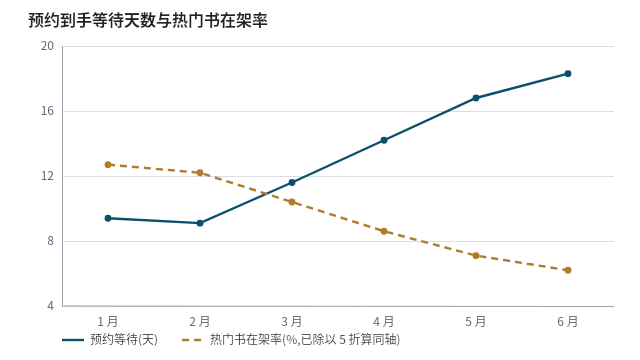 预约到手等待天数与热门书在架率
20
16
12
8
4
1 月 2 月 3 月 4 月 5 月 6 月
预约等待(天) 热门书在架率(%,已除以 5 折算同轴)